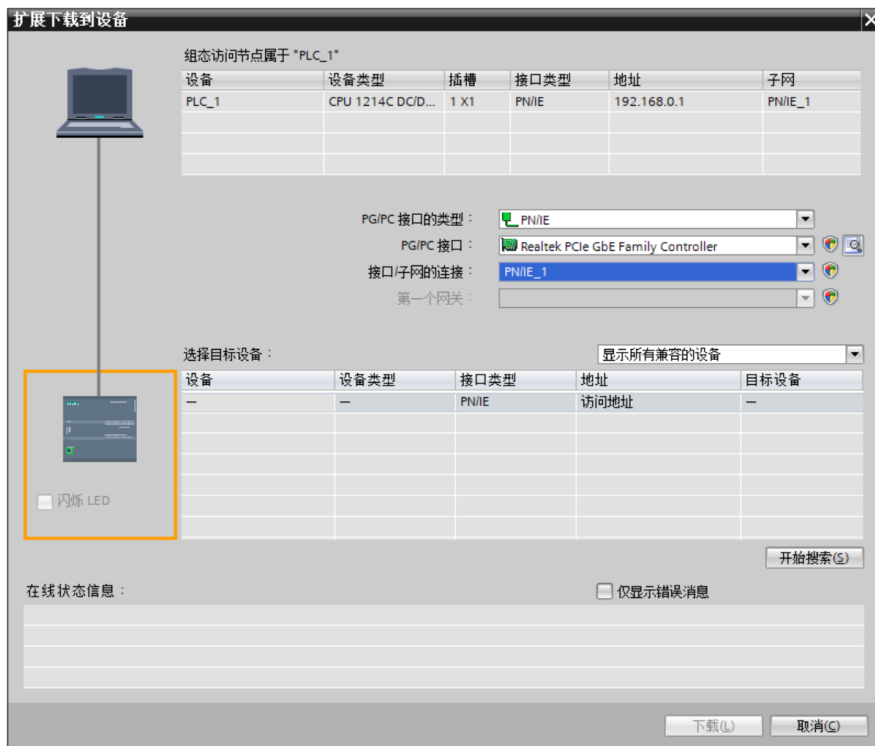 扩展下载到设备
组态访问节点属于 "PLC_1"
设备 设备类型 插槽 接口类型 地址 子网
PLC_1 CPU 1214C DC/D... 1 X1 PN/IE 192.168.0.1 PN/IE_1
PG/PC 接口的类型： PN/IE
PG/PC 接口： Realtek PCIe GbE Family Controller
接口/子网的连接： PN/IE_1
第一个网关：
选择目标设备： 显示所有兼容的设备
设备 设备类型 接口类型 地址 目标设备
— — PN/IE 访问地址 —
闪烁 LED
开始搜索(S)
在线状态信息： 仅显示错误消息
下载(L) 取消(C)